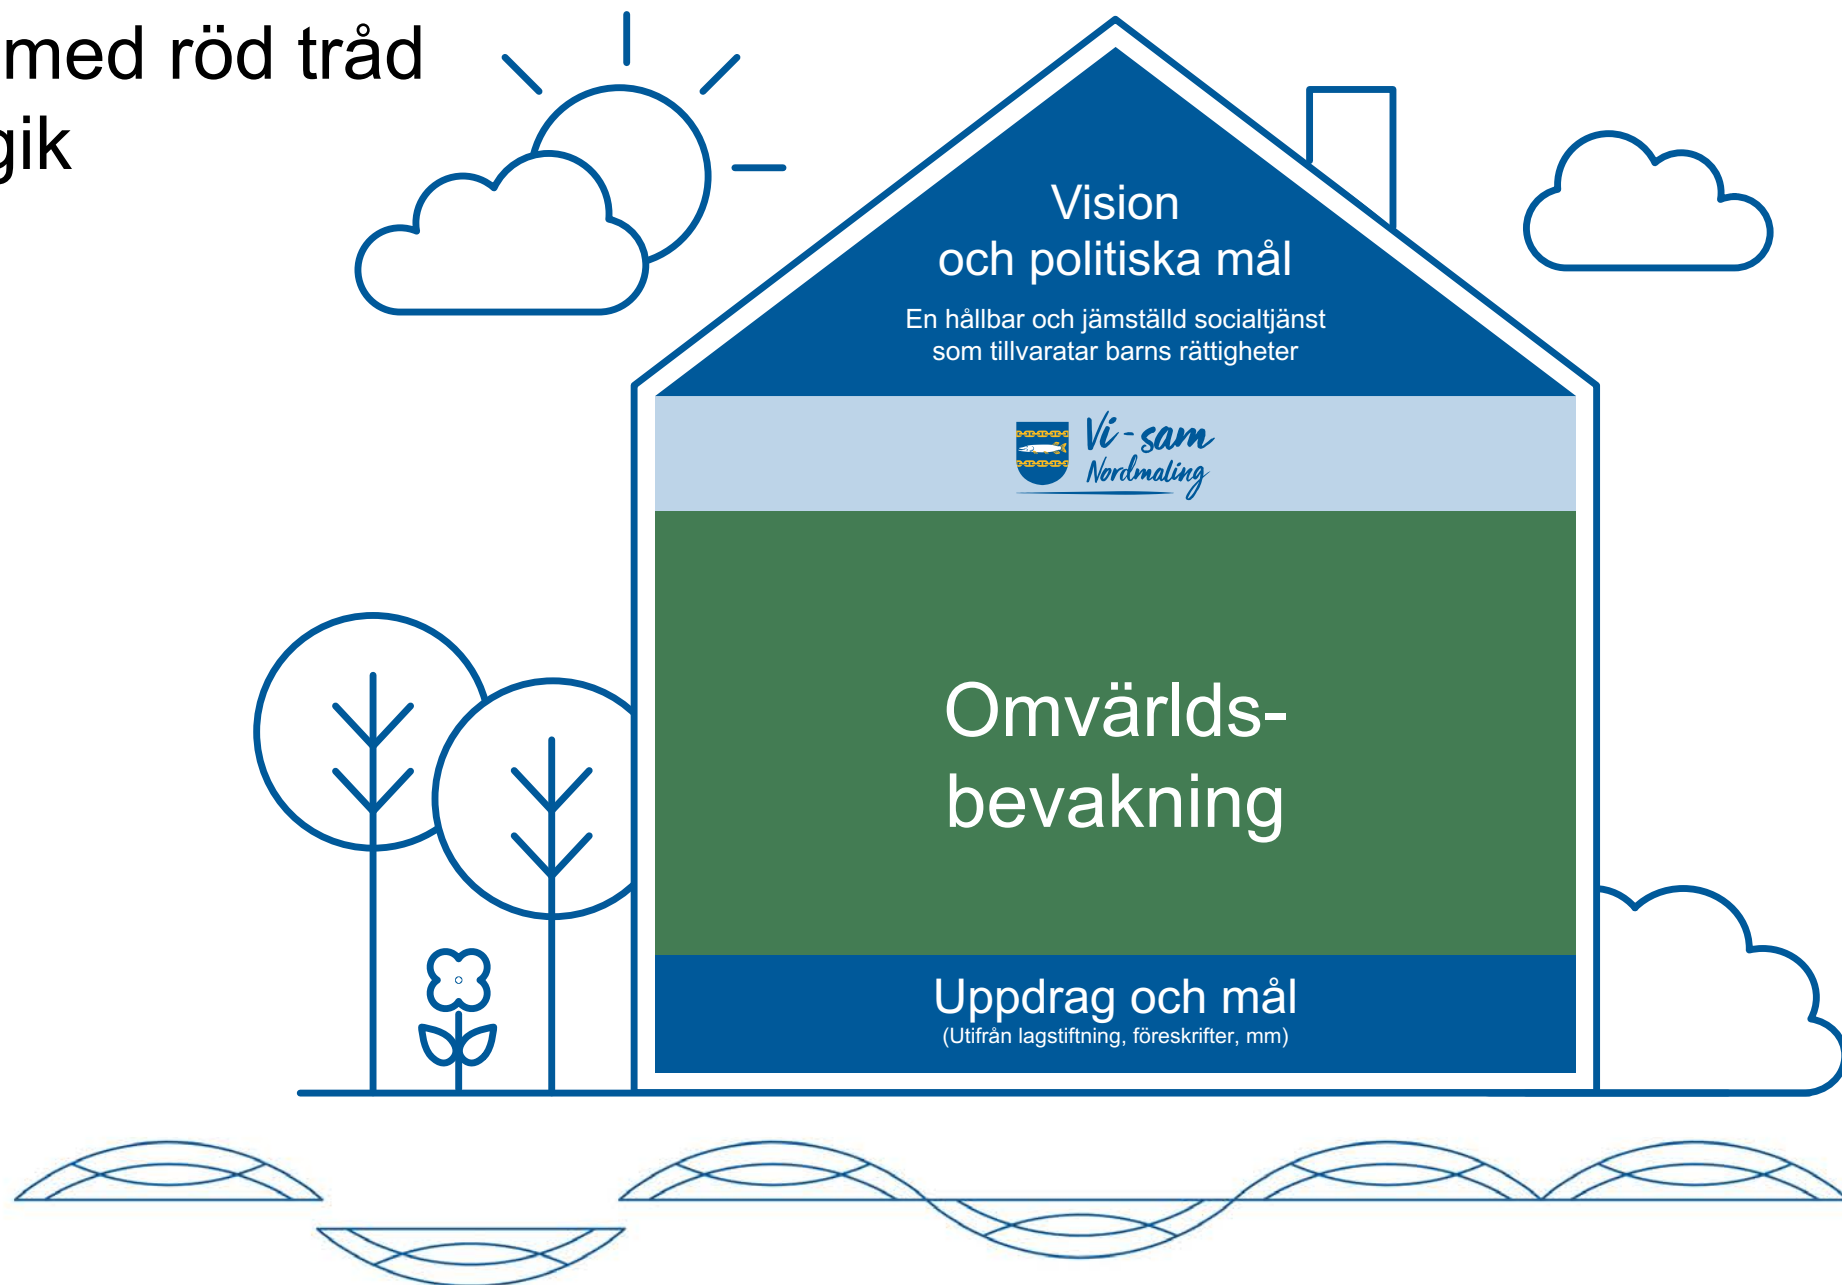 med röd tråd
gik
Vision
och politiska mål
En hållbar och jämställd socialtjänst
som tillvaratar barns rättigheter
Vi-sam
Nordmaling
Omvärlds-
bevakning
Uppdrag och mål
(Utifrån lagstiftning, föreskrifter, mm)